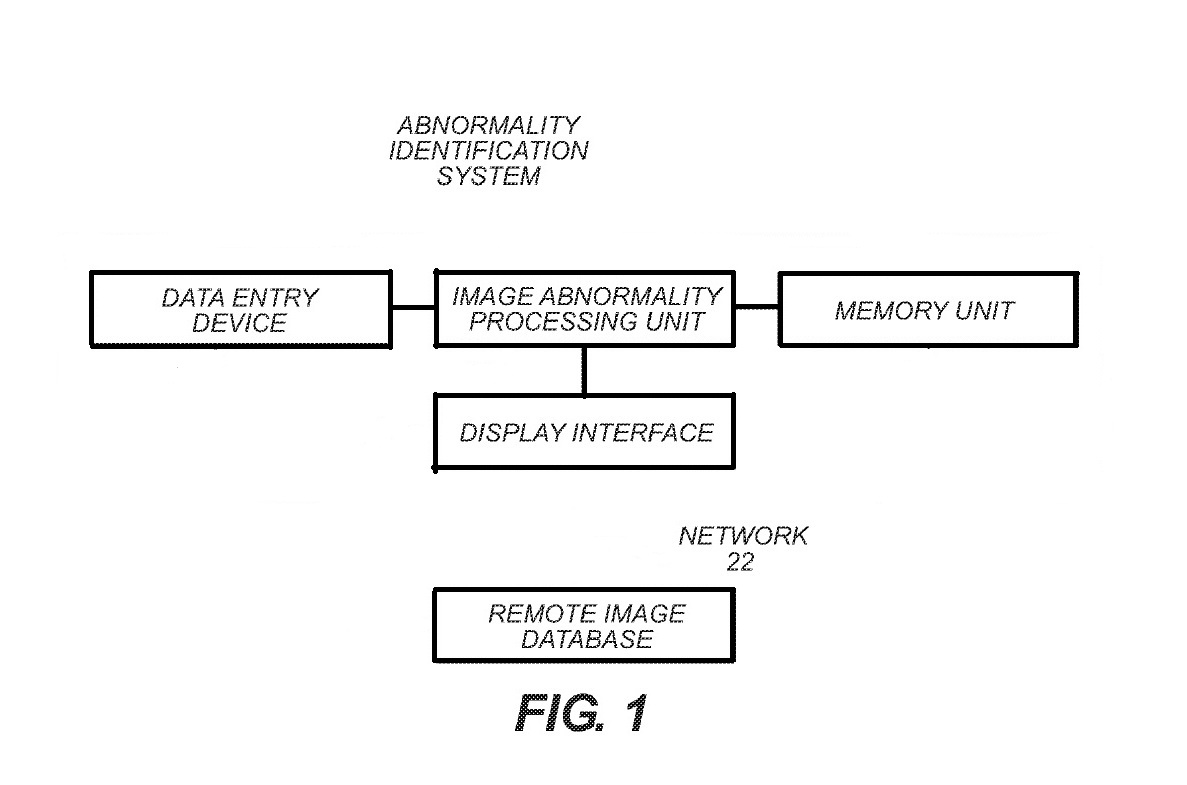 ABNORMALITY
IDENTIFICATION
SYSTEM
DATA ENTRY
DEVICE
IMAGE ABNORMALITY
PROCESSING UNIT
MEMORY UNIT
DISPLAY INTERFACE
NETWORK
22
REMOTE IMAGE
DATABASE
FIG. 1